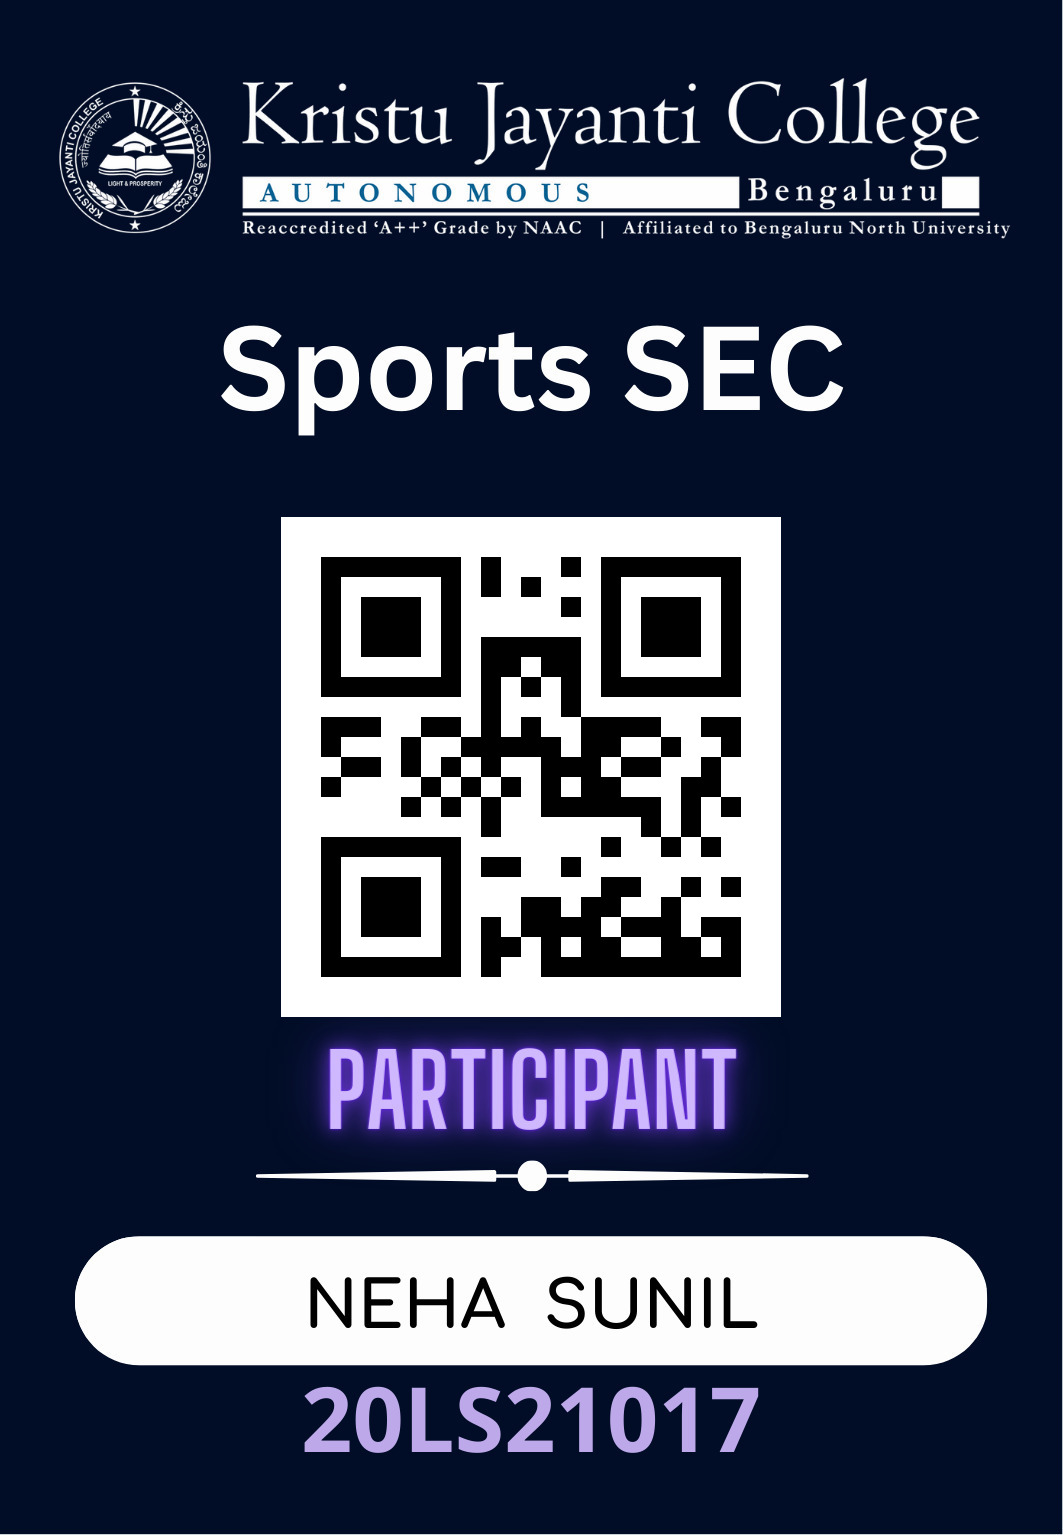 KRISTU JAYANTI COLLEGE
ಕ್ರಿಸ್ತು ಜಯಂತಿ ಕಾಲೇಜು
LIGHT & PROSPERITY
Kristu Jayanti College
AUTONOMOUS Bengaluru
Reaccredited ‘A++’ Grade by NAAC | Affiliated to Bengaluru North University
Sports SEC
PARTICIPANT
NEHA SUNIL
20LS21017